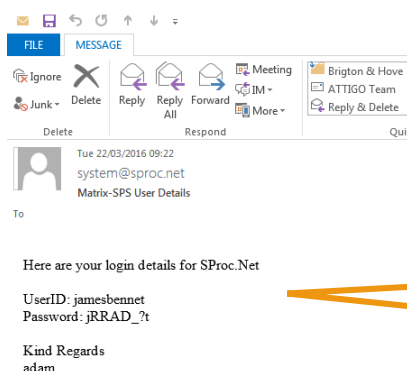 FILE MESSAGE
Ignore
Junk
Delete
Reply
Reply All
Forward
Meeting
IM
More
Brigton & Hove
ATTIGO Team
Reply & Delete
Delete Respond Qui
Tue 22/03/2016 09:22
system@sproc.net
Matrix-SPS User Details
To
Here are your login details for SProc.Net
UserID: jamesbennet
Password: jRRAD_?t
Kind Regards
adam